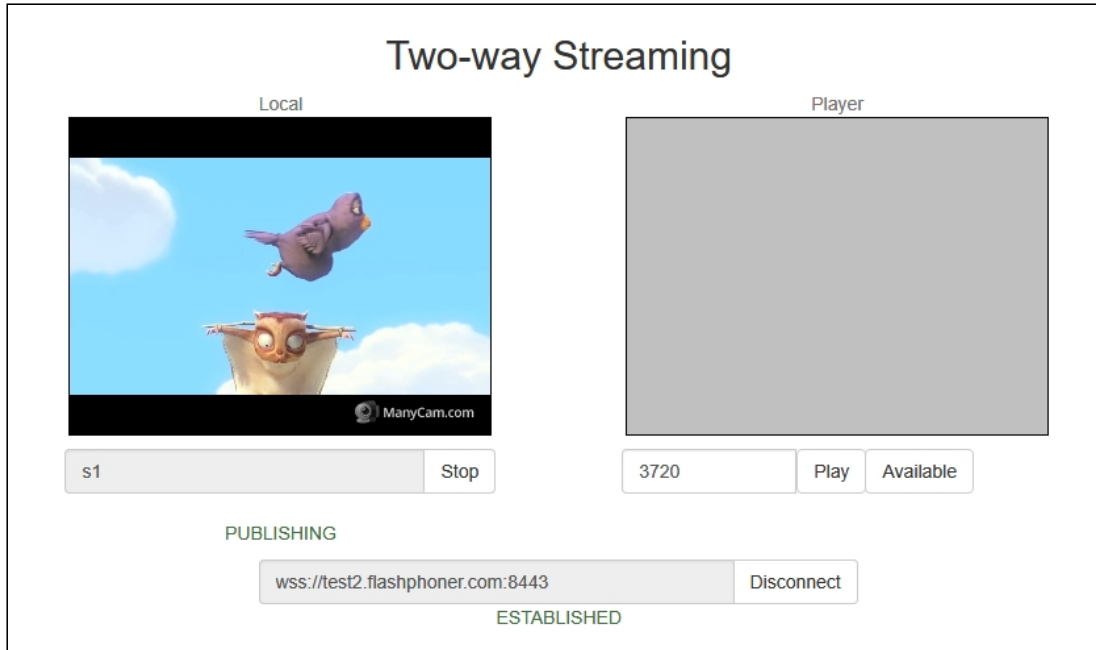 Two-way Streaming
Local
Player
ManyCam.com
s1
Stop
3720
Play
Available
PUBLISHING
wss://test2.flashphoner.com:8443
Disconnect
ESTABLISHED